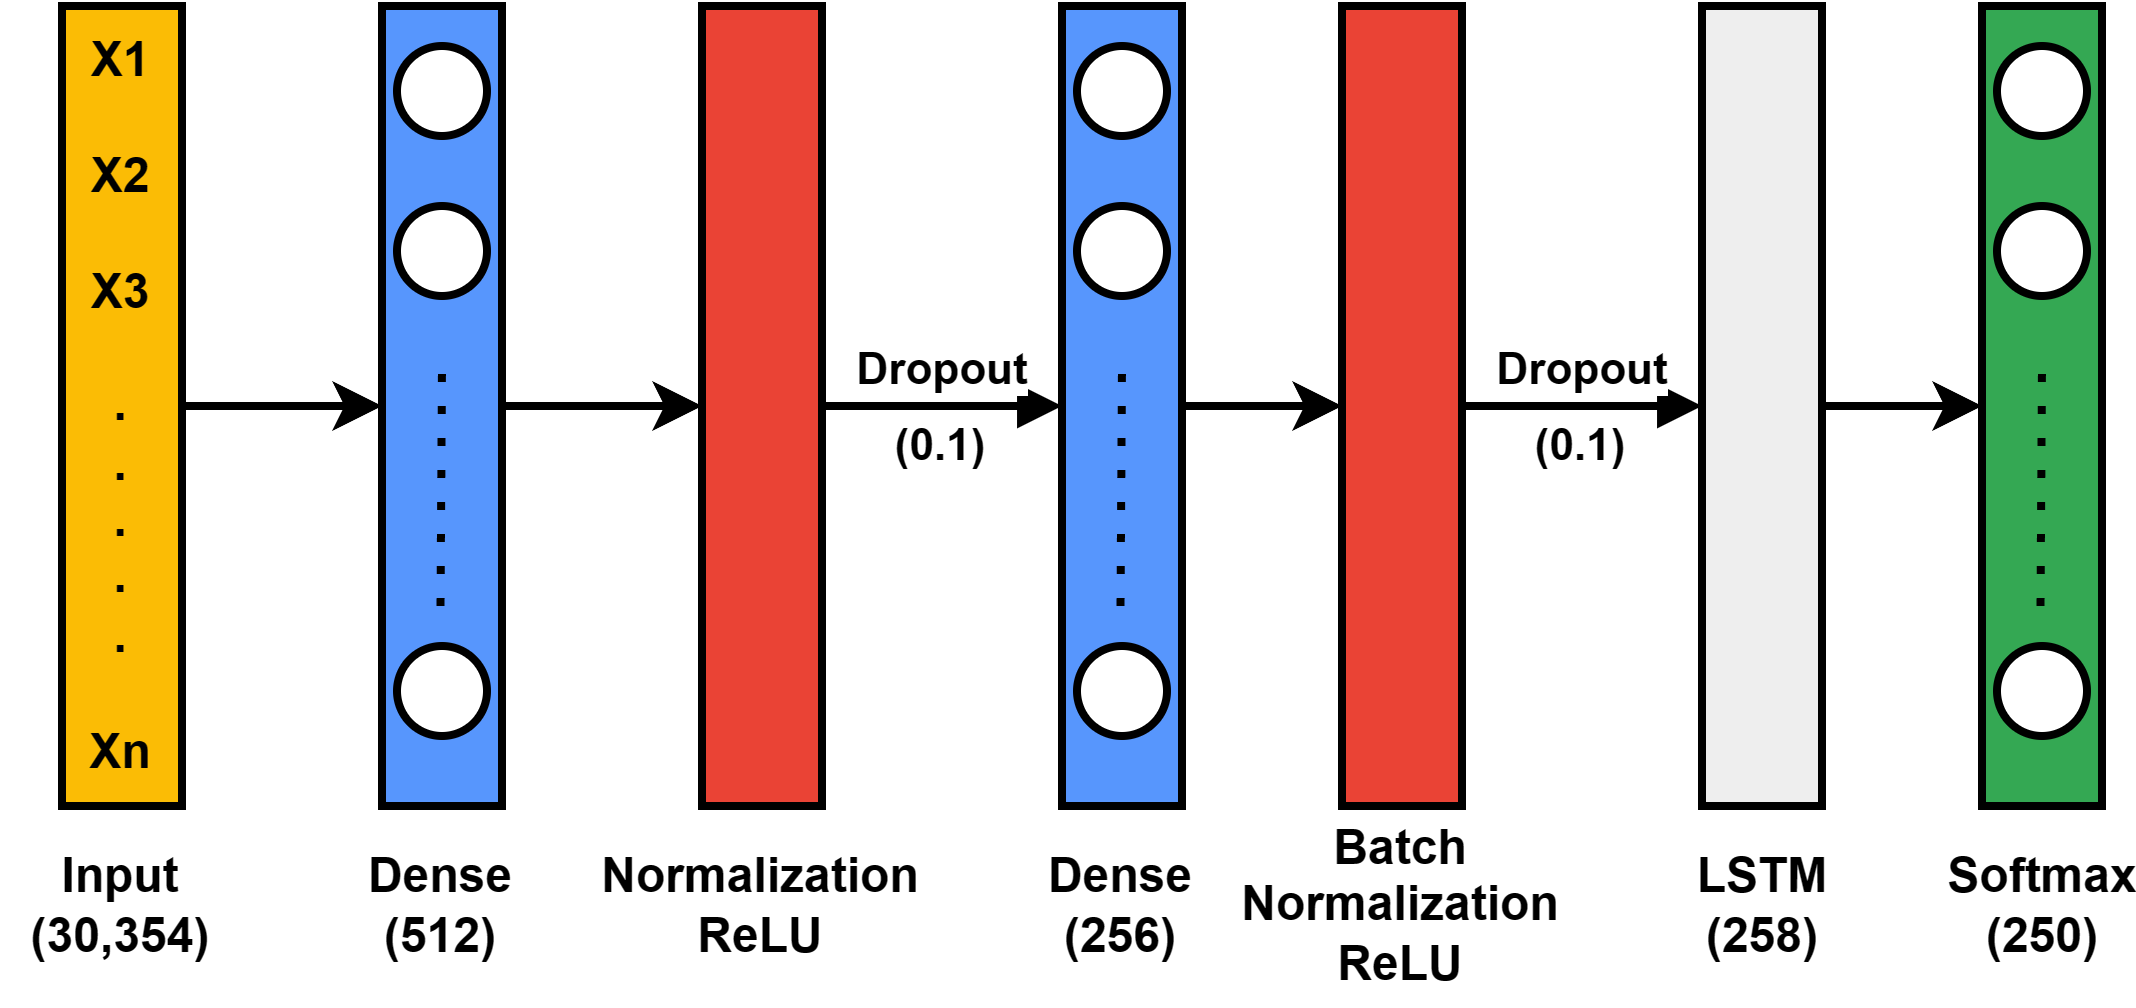 X1
X2
X3
.
.
.
.
.
Xn
Dropout
(0.1)
Dropout
(0.1)
Input
(30,354)
Dense
(512)
Normalization
ReLU
Dense
(256)
Batch
Normalization
ReLU
LSTM
(258)
Softmax
(250)